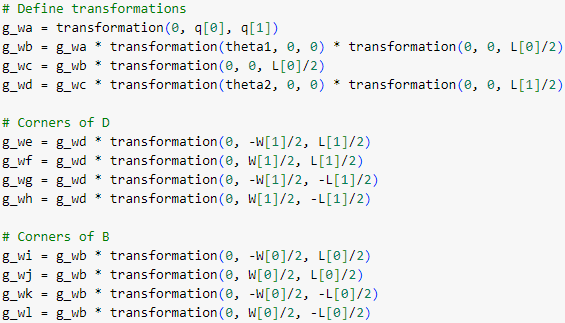 # Define transformations
g_wa = transformation(0, q[0], q[1])
g_wb = g_wa * transformation(theta1, 0, 0) * transformation(0, 0, L[0]/2)
g_wc = g_wb * transformation(0, 0, L[0]/2)
g_wd = g_wc * transformation(theta2, 0, 0) * transformation(0, 0, L[1]/2)
# Corners of D
g_we = g_wd * transformation(0, -W[1]/2, L[1]/2)
g_wf = g_wd * transformation(0, W[1]/2, L[1]/2)
g_wg = g_wd * transformation(0, -W[1]/2, -L[1]/2)
g_wh = g_wd * transformation(0, W[1]/2, -L[1]/2)
# Corners of B
g_wi = g_wb * transformation(0, -W[0]/2, L[0]/2)
g_wj = g_wb * transformation(0, W[0]/2, L[0]/2)
g_wk = g_wb * transformation(0, -W[0]/2, -L[0]/2)
g_wl = g_wb * transformation(0, W[0]/2, -L[0]/2)